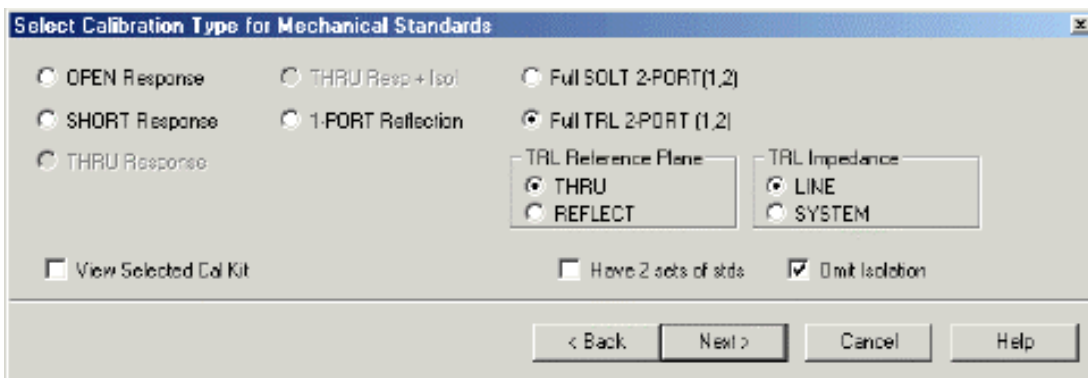 Select Calibration Type for Mechanical Standards
OPEN Response
THRU Resp + Isol
Full SOLT 2-PORT(1,2)
SHORT Response
1-PORT Reflection
Full TRL 2-PORT (1,2)
THRU Response
TRL Reference Plane
TRL Impedance
THRU
LINE
REFLECT
SYSTEM
View Selected Cal Kit
Have 2 sets of stds
Omit Isolation
< Back
Next >
Cancel
Help